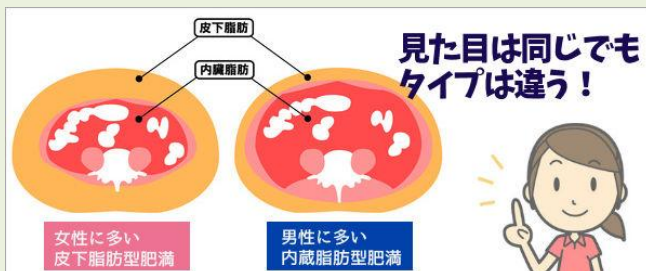 皮下脂肪
内臓脂肪
見た目は同じでも
タイプは違う！
女性に多い
皮下脂肪型肥満
男性に多い
内蔵脂肪型肥満